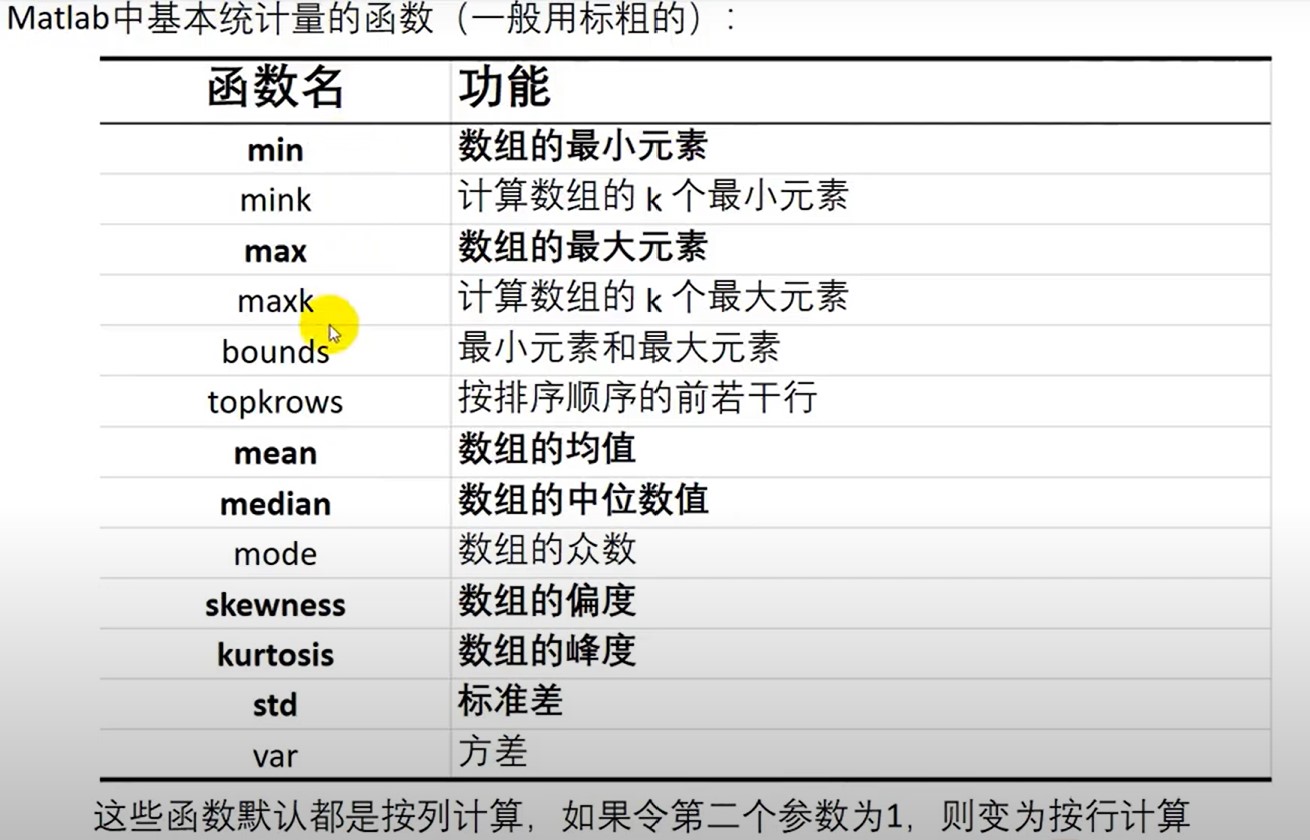 Matlab中基本统计量的函数（一般用标粗的）：
函数名 功能
min 数组的最小元素
mink 计算数组的 k 个最小元素
max 数组的最大元素
maxk 计算数组的 k 个最大元素
bounds 最小元素和最大元素
topkrows 按排序顺序的前若干行
mean 数组的均值
median 数组的中位数值
mode 数组的众数
skewness 数组的偏度
kurtosis 数组的峰度
std 标准差
var 方差
这些函数默认都是按列计算，如果令第二个参数为1，则变为按行计算